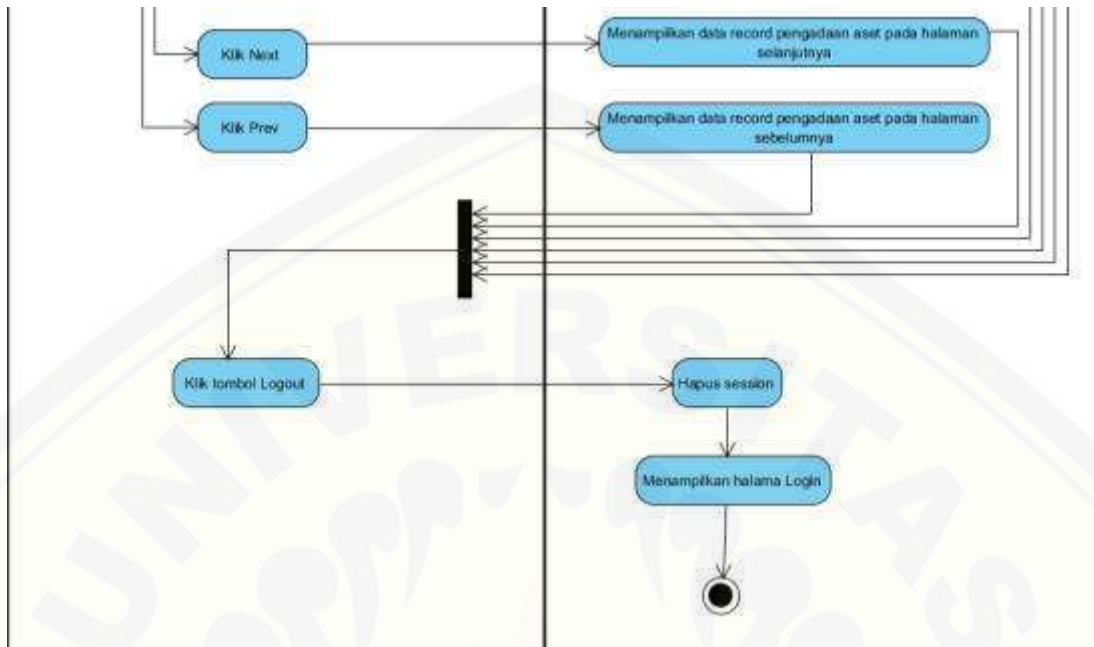 Klik Next
Menampilkan data record pengadaan aset pada halaman
selanjutnya
Klik Prev
Menampilkan data record pengadaan aset pada halaman
sebelumnya
Klik tombol Logout
Hapus session
Menampilkan halama Login
UNIVERSITAS